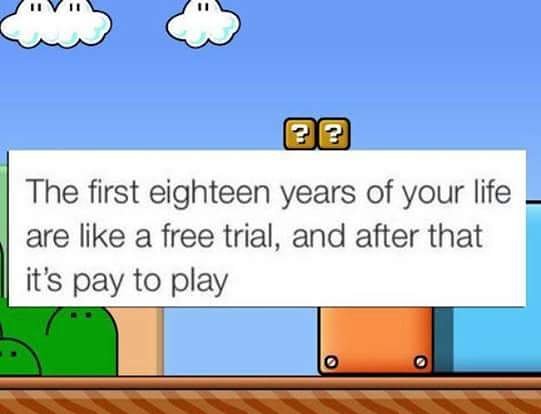 ? ?
The first eighteen years of your life
are like a free trial, and after that
it's pay to play